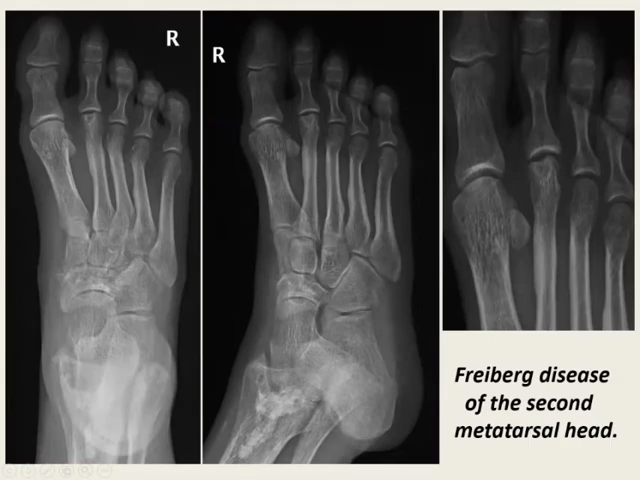 R
R
Freiberg disease
of the second
metatarsal head.